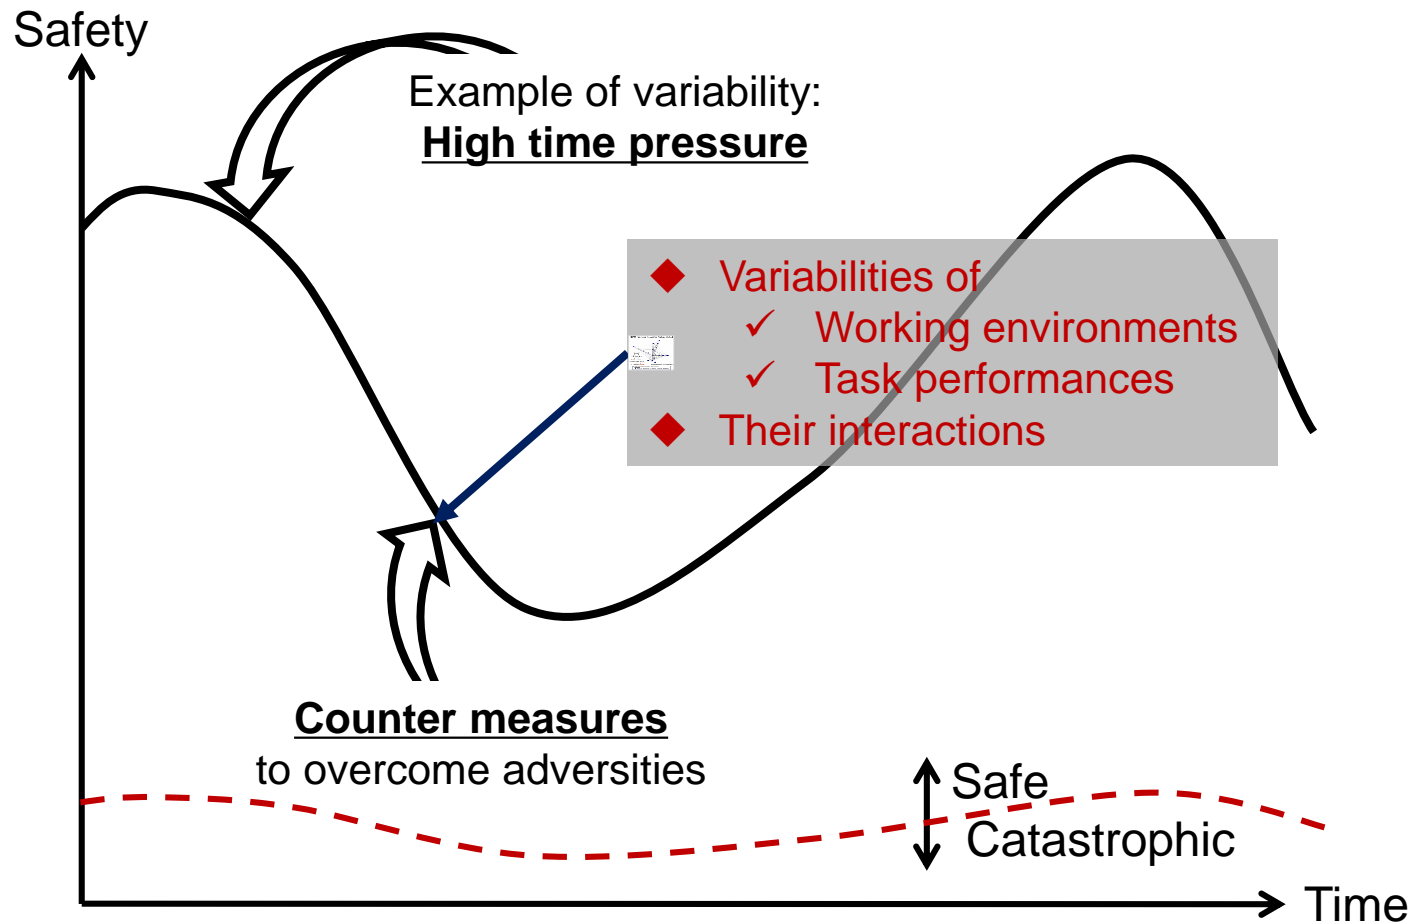 Safety
Example of variability:
High time pressure
Variabilities of
Working environments
Task performances
Their interactions
Counter measures
to overcome adversities
Safe
Catastrophic
Time